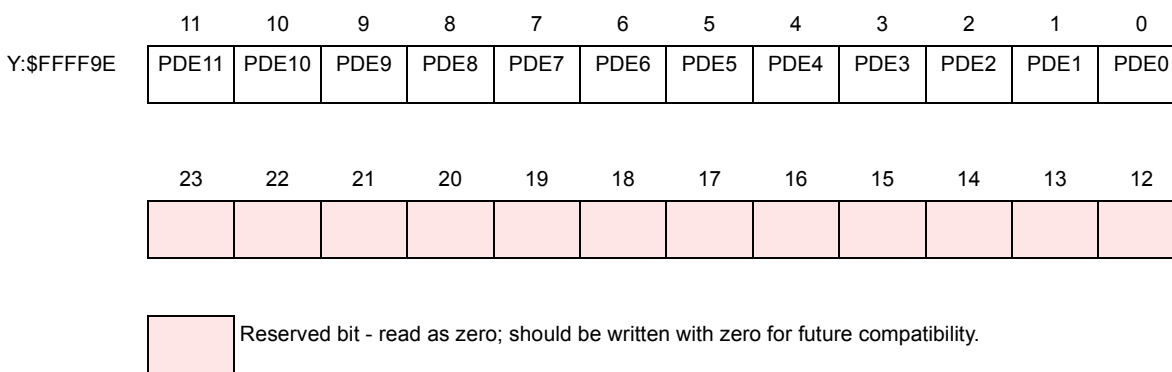 11 10 9 8 7 6 5 4 3 2 1 0
Y:$FFFF9E PDE11 PDE10 PDE9 PDE8 PDE7 PDE6 PDE5 PDE4 PDE3 PDE2 PDE1 PDE0
23 22 21 20 19 18 17 16 15 14 13 12
Reserved bit - read as zero; should be written with zero for future compatibility.